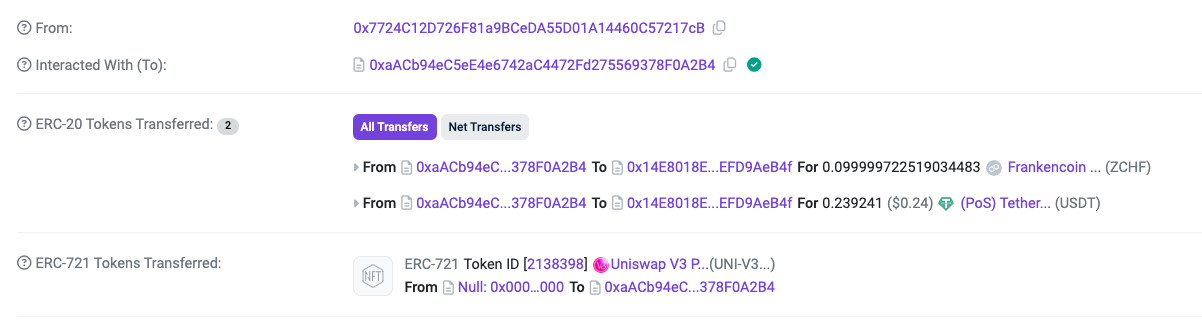 From:
0x7724C12D726F81a9BCeDA55D01A14460C57217cB
Interacted With (To):
0xaACb94eC5eE4e6742aC4472Fd275569378F0A2B4
ERC-20 Tokens Transferred: 2
All Transfers Net Transfers
From 0xaACb94eC...378F0A2B4 To 0x14E8018E...EFD9AeB4f For 0.099999722519034483 Frankencoin ... (ZCHF)
From 0xaACb94eC...378F0A2B4 To 0x14E8018E...EFD9AeB4f For 0.239241 ($0.24) (PoS) Tether... (USDT)
ERC-721 Tokens Transferred:
NFT
ERC-721 Token ID [2138398] Uniswap V3 P...(UNI-V3...)
From Null: 0x000...000 To 0xaACb94eC...378F0A2B4